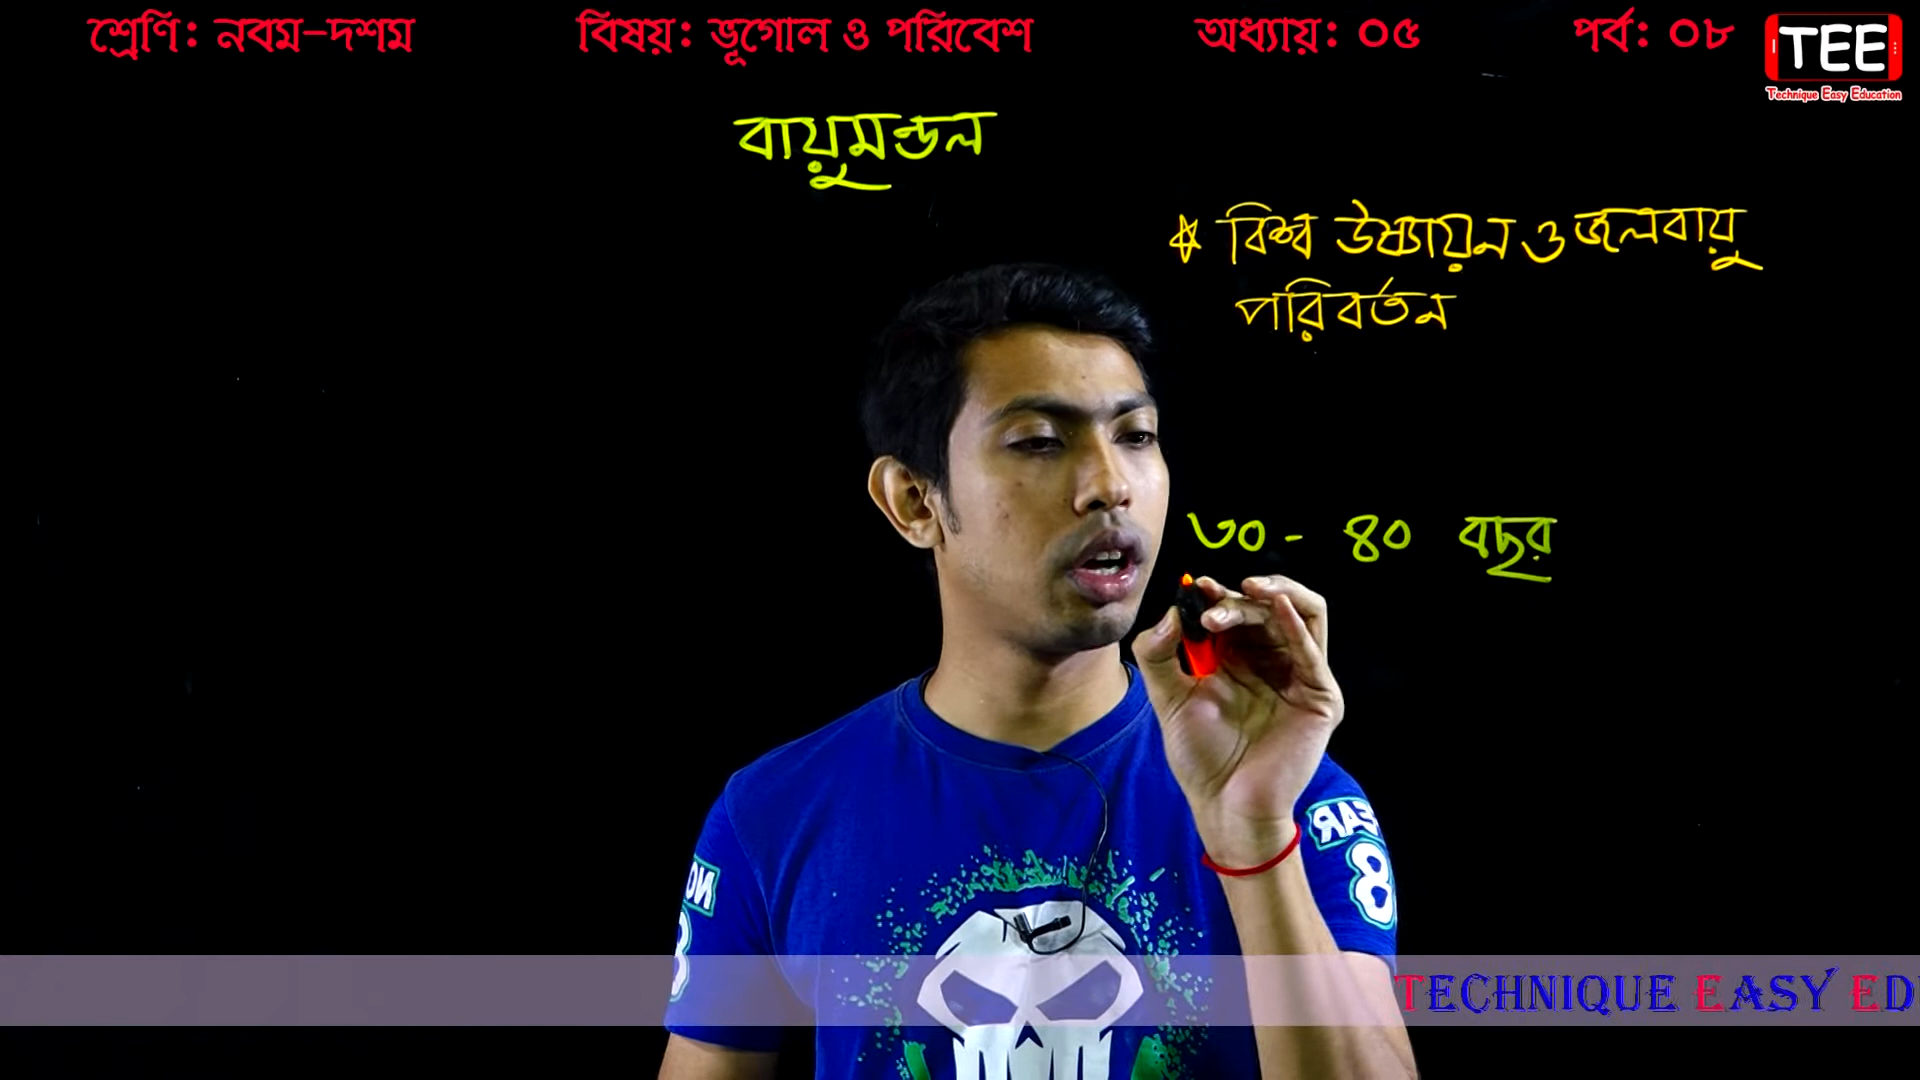 শ্রেণি: নবম-দশম বিষয়: ভূগোল ও পরিবেশ অধ্যায়: ০৫ পর্ব: ০৮
TEE
Technique Easy Education
বায়ুমন্ডল
* বিশ্ব উষ্ণায়ন ও জলবায়ু
পরিবর্তন
৩০ - ৪০ বছর
8
TECHNIQUE EASY ED